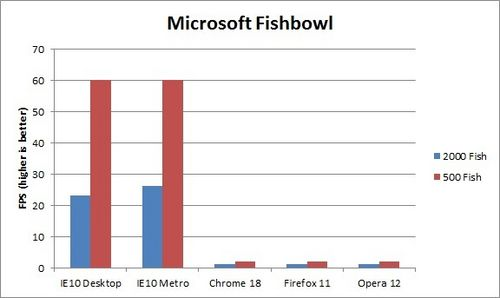 Microsoft Fishbowl
FPS (higher is better)
70
60
50
40
30
20
10
0
IE10 Desktop
IE10 Metro
Chrome 18
Firefox 11
Opera 12
2000 Fish
500 Fish